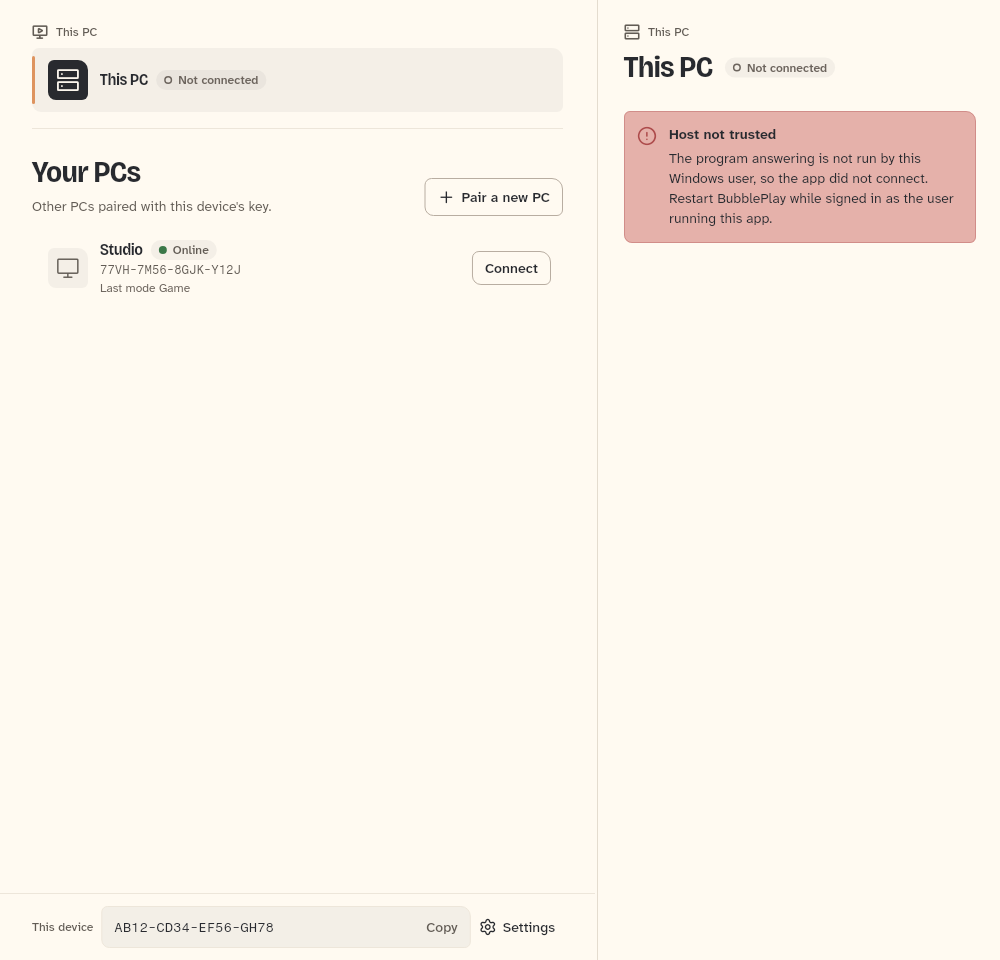 This PC
This PC
Not connected
Your PCs
Other PCs paired with this device's key.
Pair a new PC
Studio
Online
77VH-7M56-8GJK-Y12J
Last mode Game
Connect
This device
AB12-CD34-EF56-GH78
Copy
Settings
This PC
This PC
Not connected
Host not trusted
The program answering is not run by this
Windows user, so the app did not connect.
Restart BubblePlay while signed in as the user
running this app.